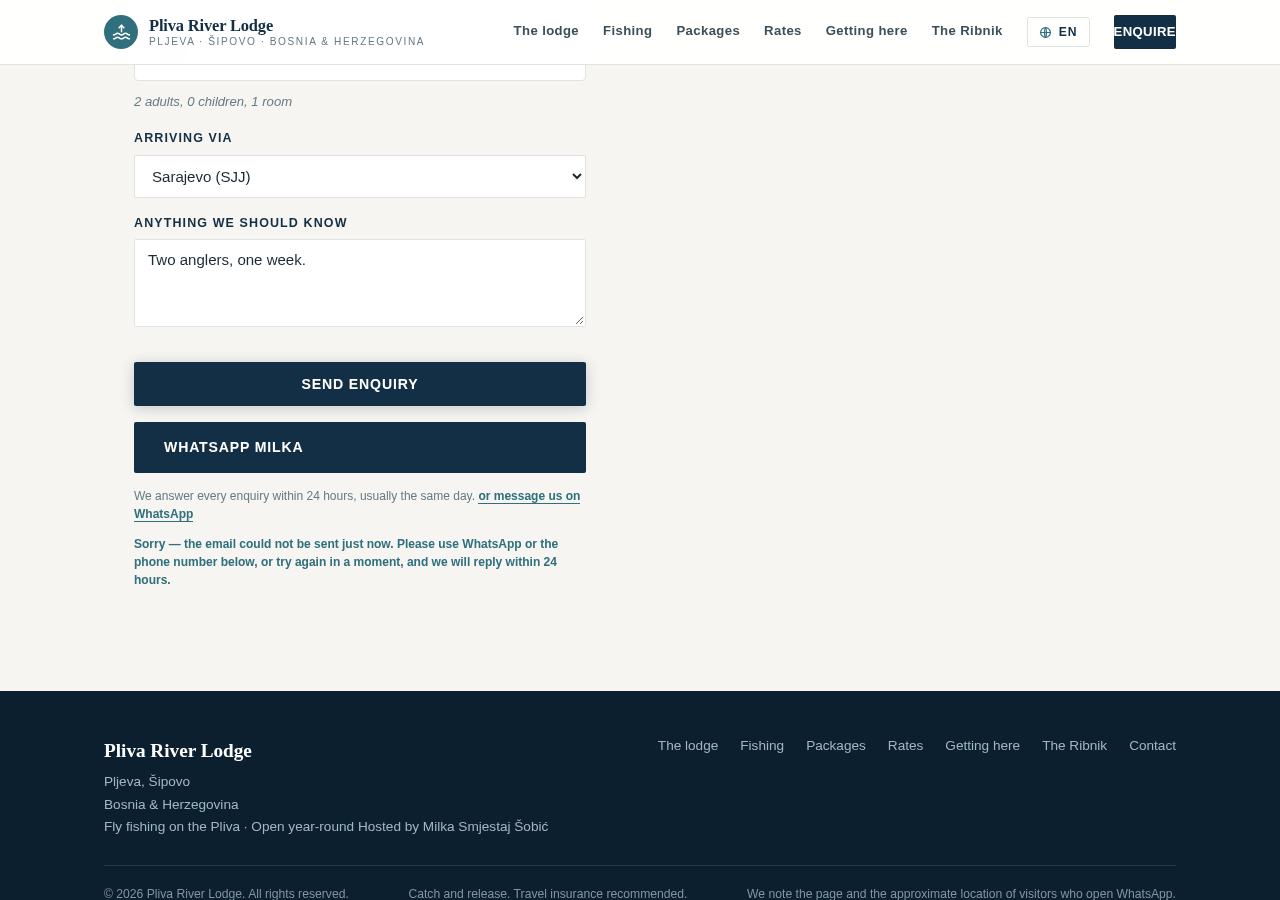 Pliva River Lodge
PLJEVA · ŠIPOVO · BOSNIA & HERZEGOVINA
The lodge
Fishing
Packages
Rates
Getting here
The Ribnik
EN
ENQUIRE
2 adults, 0 children, 1 room
ARRIVING VIA
Sarajevo (SJJ)
ANYTHING WE SHOULD KNOW
Two anglers, one week.
SEND ENQUIRY
WHATSAPP MILKA
We answer every enquiry within 24 hours, usually the same day. or message us on
WhatsApp
Sorry — the email could not be sent just now. Please use WhatsApp or the
phone number below, or try again in a moment, and we will reply within 24
hours.
Pliva River Lodge
Pljeva, Šipovo
Bosnia & Herzegovina
Fly fishing on the Pliva · Open year-round Hosted by Milka Smjestaj Šobić
The lodge
Fishing
Packages
Rates
Getting here
The Ribnik
Contact
© 2026 Pliva River Lodge. All rights reserved.
Catch and release. Travel insurance recommended.
We note the page and the approximate location of visitors who open WhatsApp.